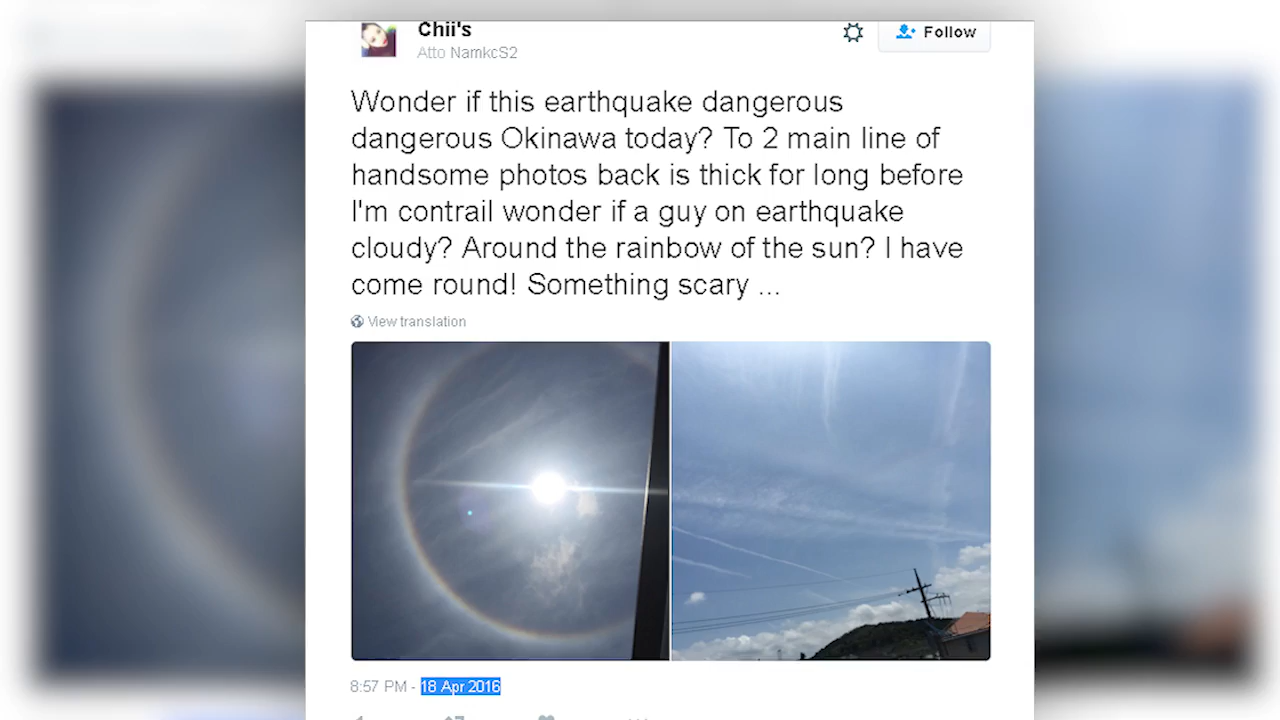 Chii's
Atto NamkcS2
Follow
Wonder if this earthquake dangerous
dangerous Okinawa today? To 2 main line of
handsome photos back is thick for long before
I'm contrail wonder if a guy on earthquake
cloudy? Around the rainbow of the sun? I have
come round! Something scary ...
View translation
8:57 PM - 18 Apr 2016